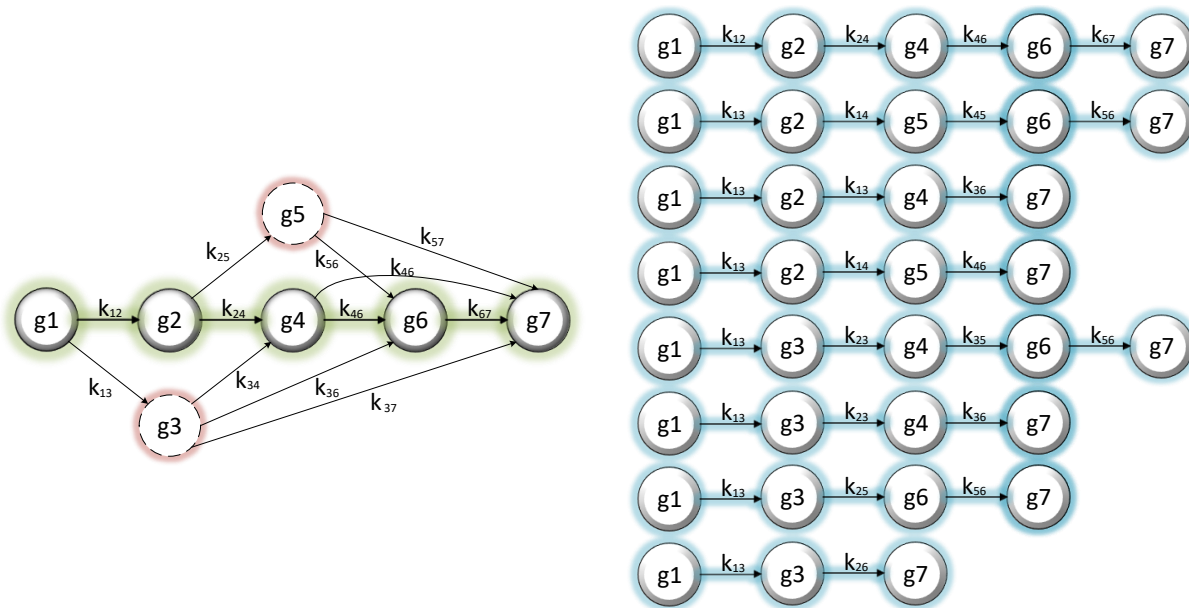 g5
k25
k56
k57
k46
g1
k12
g2
k24
g4
k46
g6
k67
g7
k13
k34
k36
k37
g3
g1 k12 g2 k24 g4 k46 g6 k67 g7
g1 k13 g2 k14 g5 k45 g6 k56 g7
g1 k13 g2 k13 g4 k36 g7
g1 k13 g2 k14 g5 k46 g7
g1 k13 g3 k23 g4 k35 g6 k56 g7
g1 k13 g3 k23 g4 k36 g7
g1 k13 g3 k25 g6 k56 g7
g1 k13 g3 k26 g7